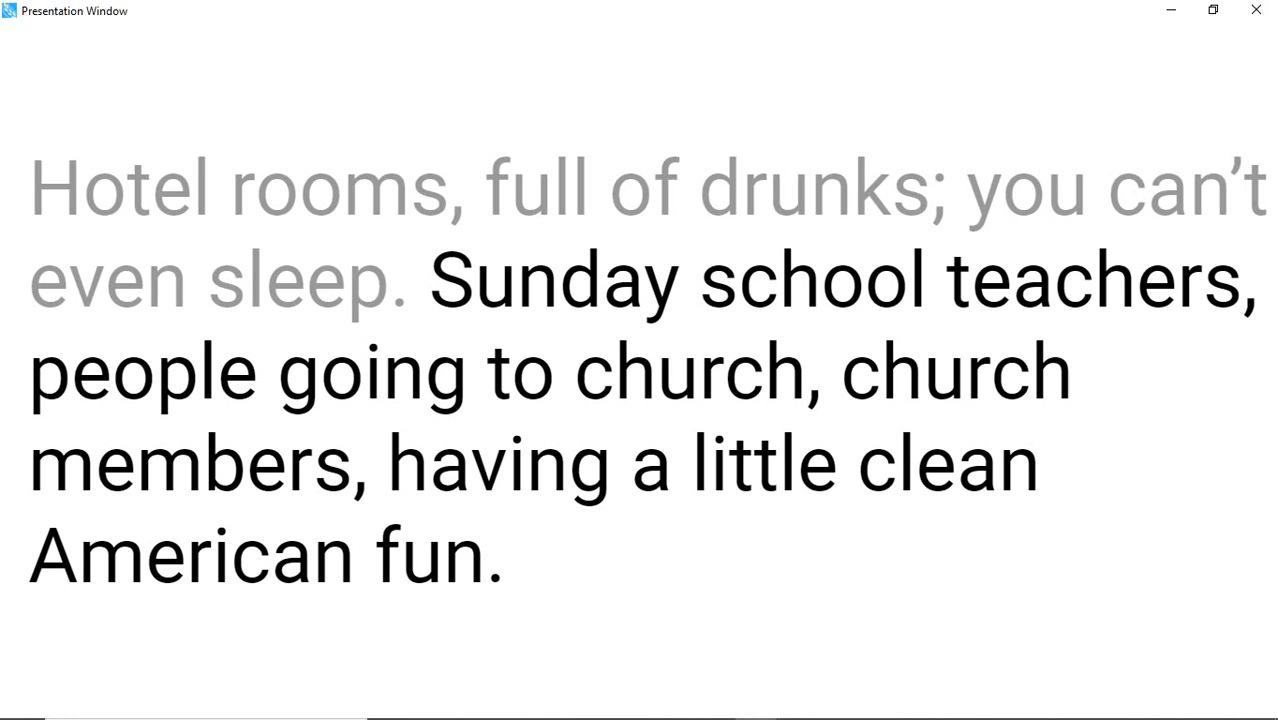 Presentation Window
Hotel rooms, full of drunks; you can’t
even sleep. Sunday school teachers,
people going to church, church
members, having a little clean
American fun.